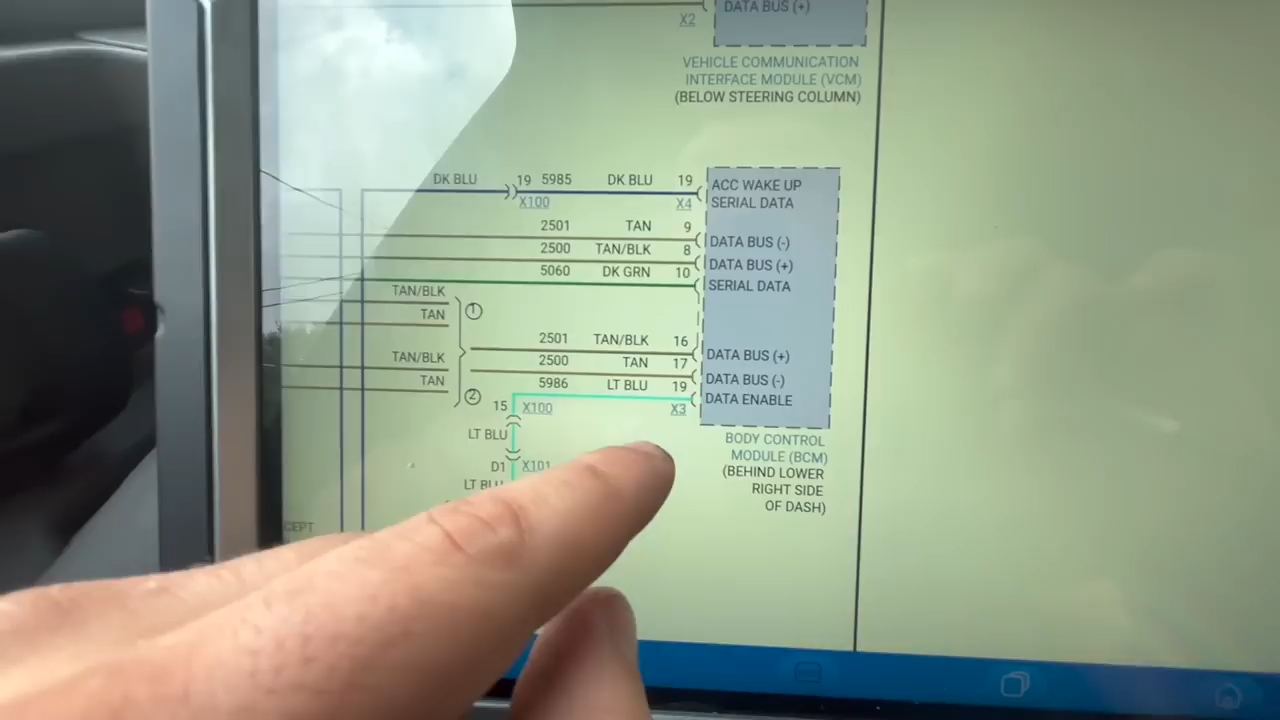 DATA BUS (+)
X2
VEHICLE COMMUNICATION
INTERFACE MODULE (VCM)
(BELOW STEERING COLUMN)
DK BLU 19 5985 DK BLU 19
X100 X4
ACC WAKE UP
SERIAL DATA
2501 TAN 9
DATA BUS (-)
2500 TAN/BLK 8
DATA BUS (+)
5060 DK GRN 10
SERIAL DATA
TAN/BLK
1
TAN
2501 TAN/BLK 16
DATA BUS (+)
TAN/BLK
2500 TAN 17
DATA BUS (-)
TAN
2
5986 LT BLU 19
DATA ENABLE
15 X100 X3
LT BLU
BODY CONTROL
MODULE (BCM)
(BEHIND LOWER
RIGHT SIDE
OF DASH)
D1 X101
LT BLU
CEPT